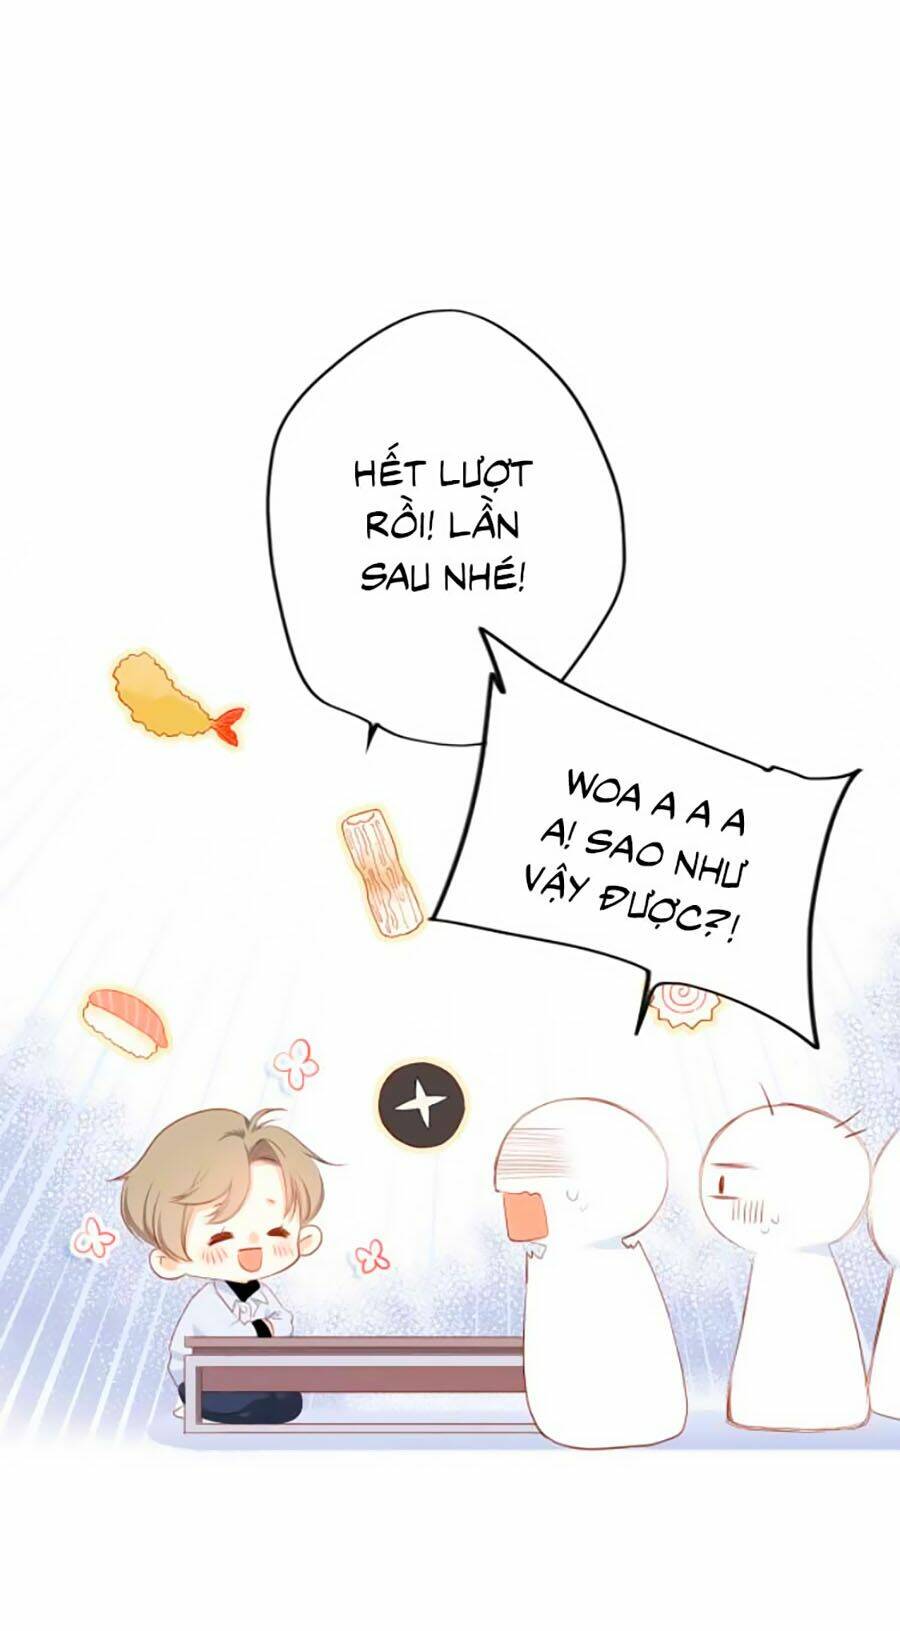 HẾT LƯỢT
RỒI! LẦN
SAU NHÉ!
WOA A A A
A! SAO NHƯ
VẬY ĐƯỢC?!